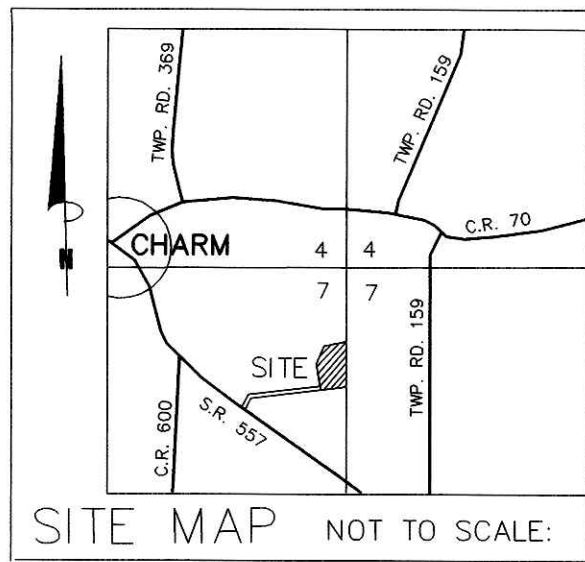 TWP. RD. 369
TWP. RD. 159
C.R. 70
CHARM
N
4 4
7 7
SITE
TWP. RD. 159
S.R. 557
C.R. 600
SITE MAP NOT TO SCALE: